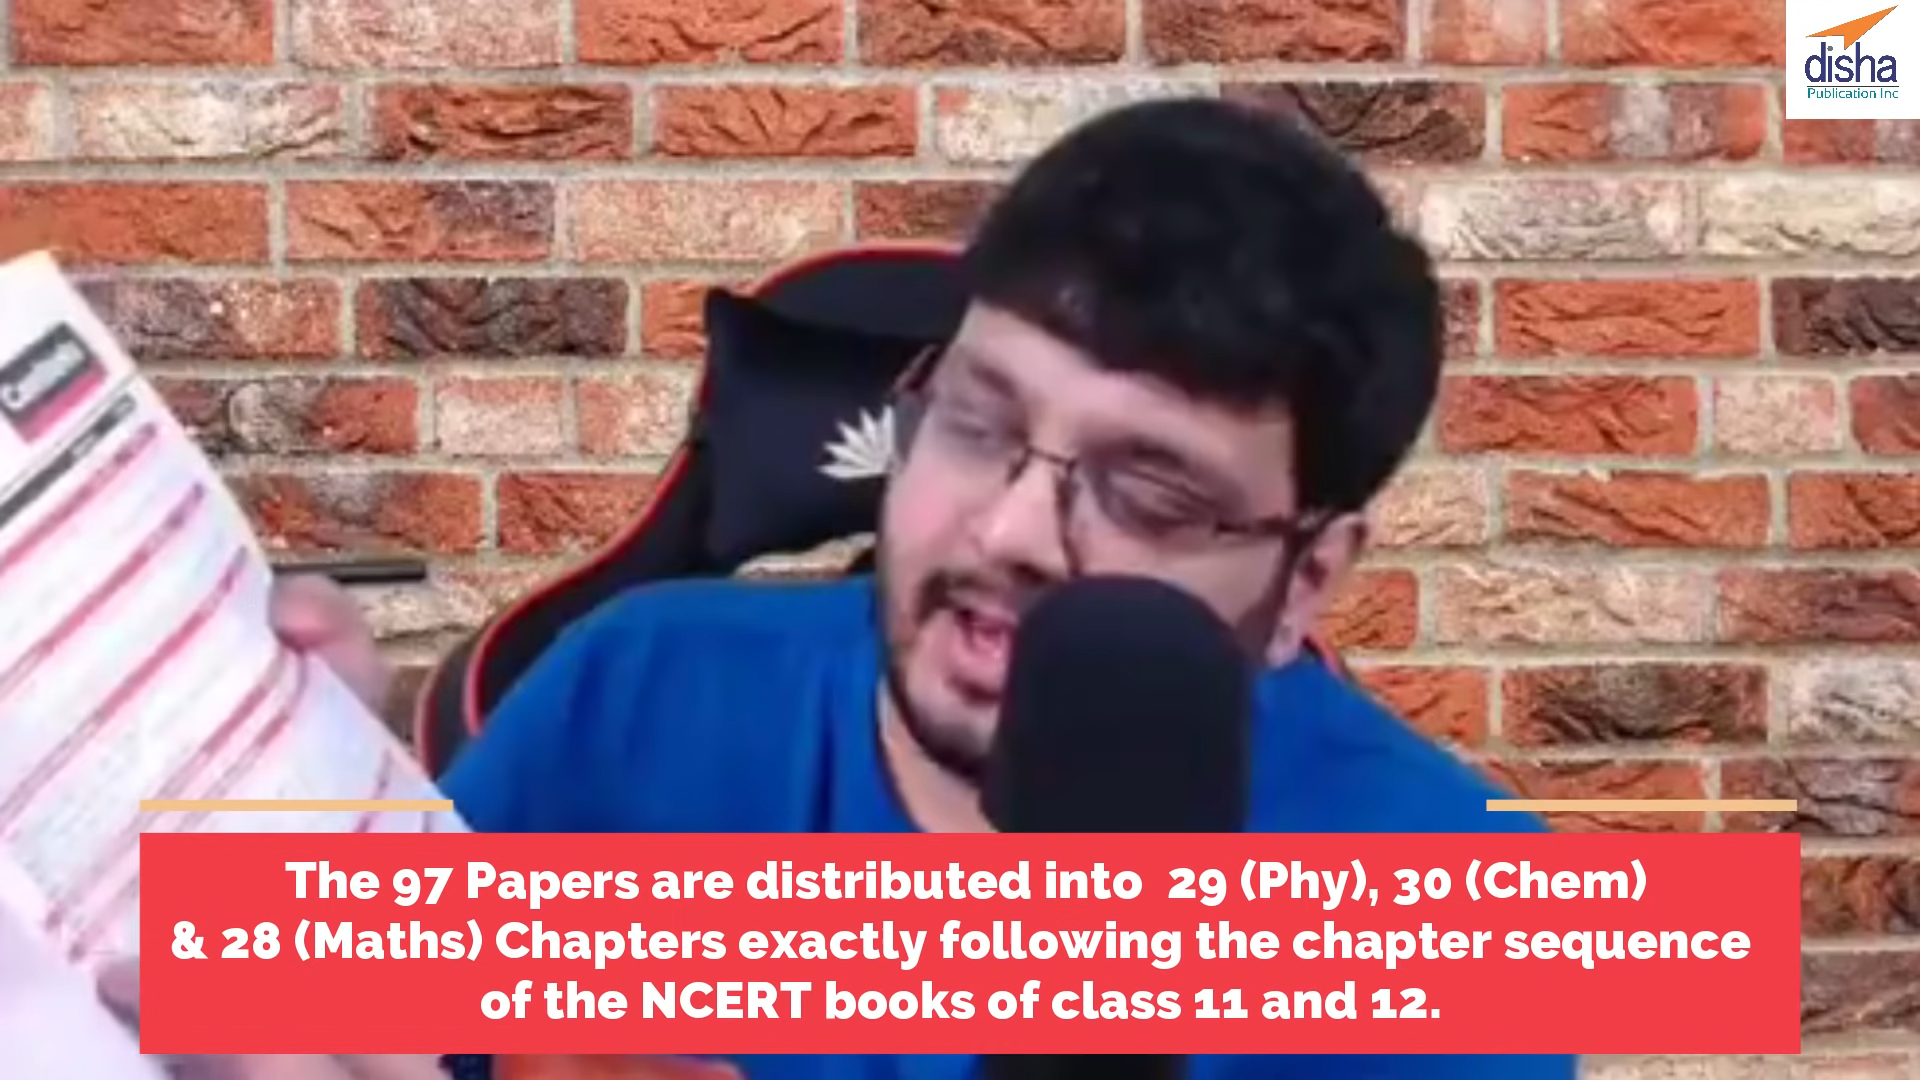 disha
Publication Inc
Contents
The 97 Papers are distributed into 29 (Phy), 30 (Chem)
& 28 (Maths) Chapters exactly following the chapter sequence
of the NCERT books of class 11 and 12.